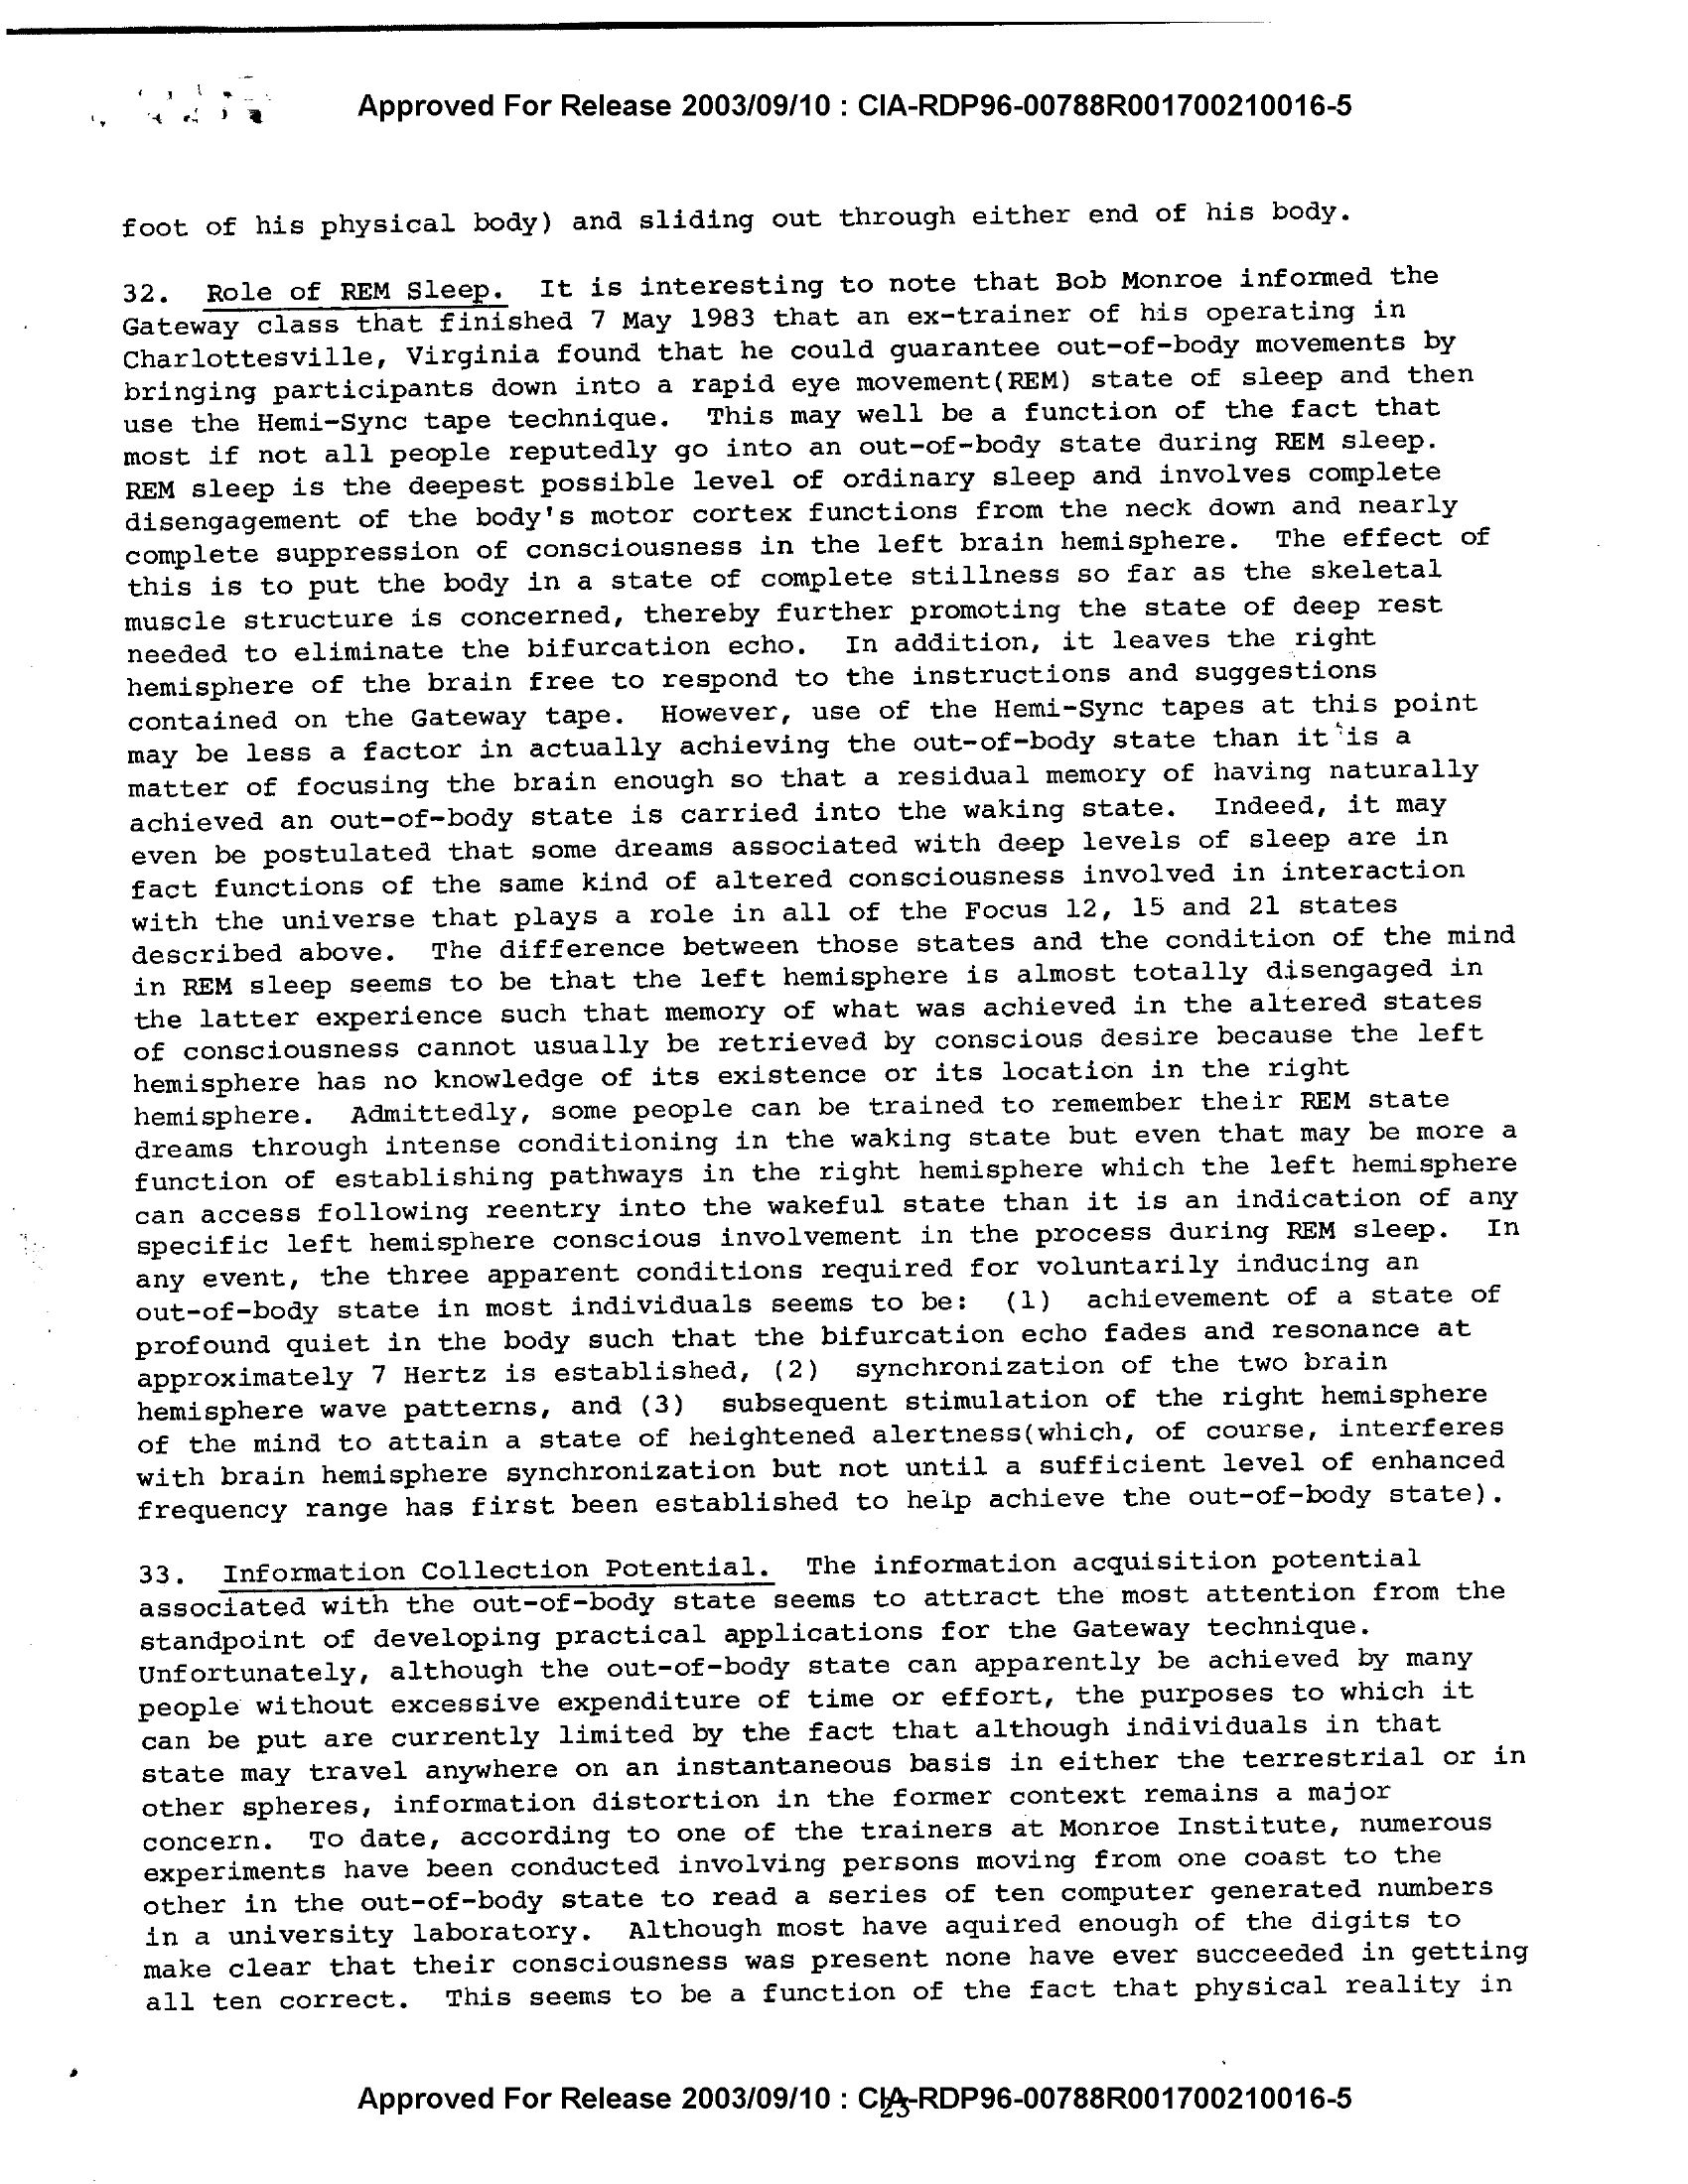 Approved For Release 2003/09/10 : CIA-RDP96-00788R001700210016-5
foot of his physical body) and sliding out through either end of his body.
32. Role of REM Sleep. It is interesting to note that Bob Monroe informed the
Gateway class that finished 7 May 1983 that an ex-trainer of his operating in
Charlottesville, Virginia found that he could guarantee out-of-body movements by
bringing participants down into a rapid eye movement(REM) state of sleep and then
use the Hemi-Sync tape technique. This may well be a function of the fact that
most if not all people reputedly go into an out-of-body state during REM sleep.
REM sleep is the deepest possible level of ordinary sleep and involves complete
disengagement of the body's motor cortex functions from the neck down and nearly
complete suppression of consciousness in the left brain hemisphere. The effect of
this is to put the body in a state of complete stillness so far as the skeletal
muscle structure is concerned, thereby further promoting the state of deep rest
needed to eliminate the bifurcation echo. In addition, it leaves the right
hemisphere of the brain free to respond to the instructions and suggestions
contained on the Gateway tape. However, use of the Hemi-Sync tapes at this point
may be less a factor in actually achieving the out-of-body state than it is a
matter of focusing the brain enough so that a residual memory of having naturally
achieved an out-of-body state is carried into the waking state. Indeed, it may
even be postulated that some dreams associated with deep levels of sleep are in
fact functions of the same kind of altered consciousness involved in interaction
with the universe that plays a role in all of the Focus 12, 15 and 21 states
described above. The difference between those states and the condition of the mind
in REM sleep seems to be that the left hemisphere is almost totally disengaged in
the latter experience such that memory of what was achieved in the altered states
of consciousness cannot usually be retrieved by conscious desire because the left
hemisphere has no knowledge of its existence or its location in the right
hemisphere. Admittedly, some people can be trained to remember their REM state
dreams through intense conditioning in the waking state but even that may be more a
function of establishing pathways in the right hemisphere which the left hemisphere
can access following reentry into the wakeful state than it is an indication of any
specific left hemisphere conscious involvement in the process during REM sleep. In
any event, the three apparent conditions required for voluntarily inducing an
out-of-body state in most individuals seems to be: (1) achievement of a state of
profound quiet in the body such that the bifurcation echo fades and resonance at
approximately 7 Hertz is established, (2) synchronization of the two brain
hemisphere wave patterns, and (3) subsequent stimulation of the right hemisphere
of the mind to attain a state of heightened alertness(which, of course, interferes
with brain hemisphere synchronization but not until a sufficient level of enhanced
frequency range has first been established to help achieve the out-of-body state).
33. Information Collection Potential. The information acquisition potential
associated with the out-of-body state seems to attract the most attention from the
standpoint of developing practical applications for the Gateway technique.
Unfortunately, although the out-of-body state can apparently be achieved by many
people without excessive expenditure of time or effort, the purposes to which it
can be put are currently limited by the fact that although individuals in that
state may travel anywhere on an instantaneous basis in either the terrestrial or in
other spheres, information distortion in the former context remains a major
concern. To date, according to one of the trainers at Monroe Institute, numerous
experiments have been conducted involving persons moving from one coast to the
other in the out-of-body state to read a series of ten computer generated numbers
in a university laboratory. Although most have aquired enough of the digits to
make clear that their consciousness was present none have ever succeeded in getting
all ten correct. This seems to be a function of the fact that physical reality in
Approved For Release 2003/09/10 : CIA-RDP96-00788R001700210016-5
23